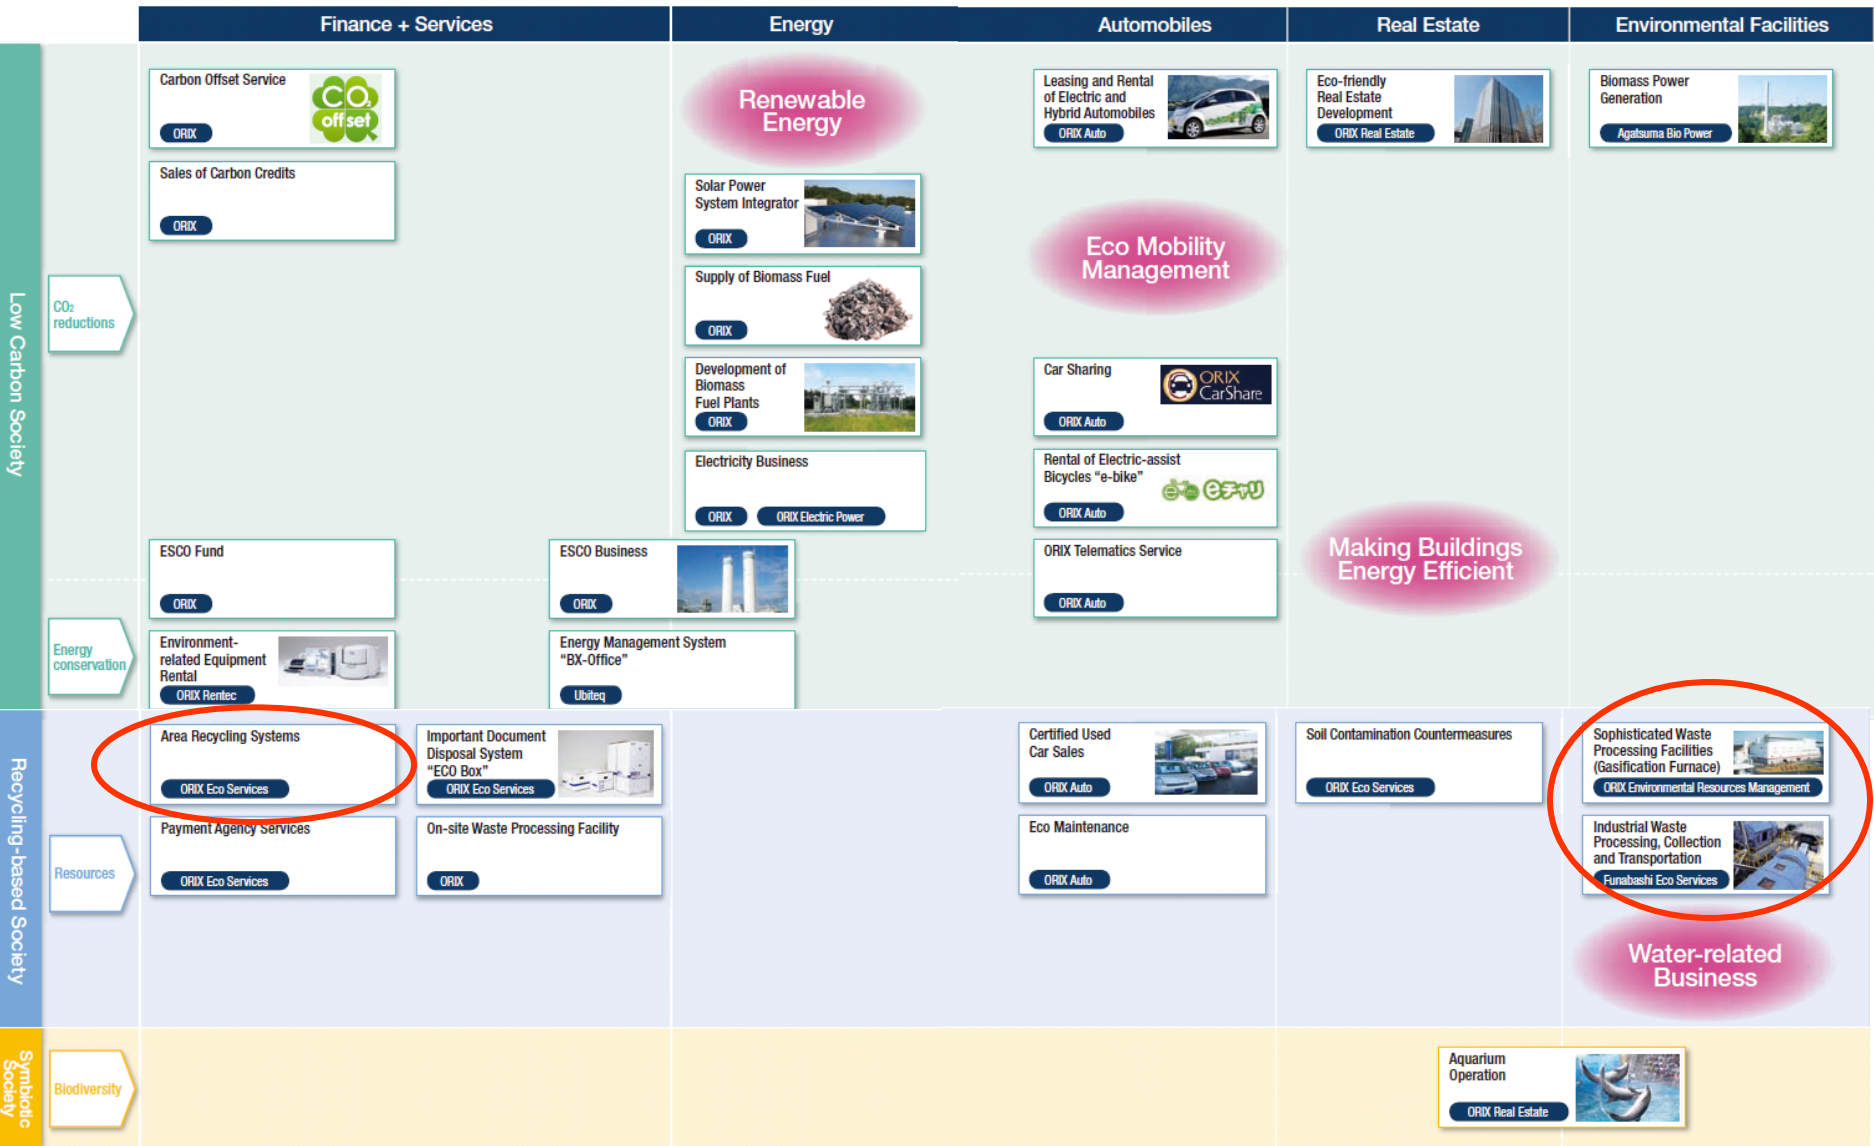 Finance + Services
Energy
Automobiles
Real Estate
Environmental Facilities
Low Carbon Society
CO₂
reductions
Carbon Offset Service
CO₂
offset
ORIX
Sales of Carbon Credits
ORIX
Renewable
Energy
Solar Power
System Integrator
ORIX
Supply of Biomass Fuel
ORIX
Development of
Biomass
Fuel Plants
ORIX
Electricity Business
ORIX
ORIX Electric Power
Leasing and Rental
of Electric and
Hybrid Automobiles
ORIX Auto
Eco Mobility
Management
Car Sharing
ORIX
CarShare
ORIX Auto
Rental of Electric-assist
Bicycles “e-bike”
eチャリ
ORIX Auto
ORIX Telematics Service
ORIX Auto
Eco-friendly
Real Estate
Development
ORIX Real Estate
Making Buildings
Energy Efficient
Biomass Power
Generation
Agatsuma Bio Power
Energy
conservation
ESCO Fund
ORIX
ESCO Business
ORIX
Environment-
related Equipment
Rental
ORIX Rentec
Energy Management System
“BX-Office”
Ubiteq
Recycling-based Society
Resources
Area Recycling Systems
ORIX Eco Services
Important Document
Disposal System
“ECO Box”
ORIX Eco Services
Payment Agency Services
ORIX Eco Services
On-site Waste Processing Facility
ORIX
Certified Used
Car Sales
ORIX Auto
Eco Maintenance
ORIX Auto
Soil Contamination Countermeasures
ORIX Eco Services
Sophisticated Waste
Processing Facilities
(Gasification Furnace)
ORIX Environmental Resources Management
Industrial Waste
Processing, Collection
and Transportation
Funabashi Eco Services
Water-related
Business
Symbiotic
Society
Biodiversity
Aquarium
Operation
ORIX Real Estate